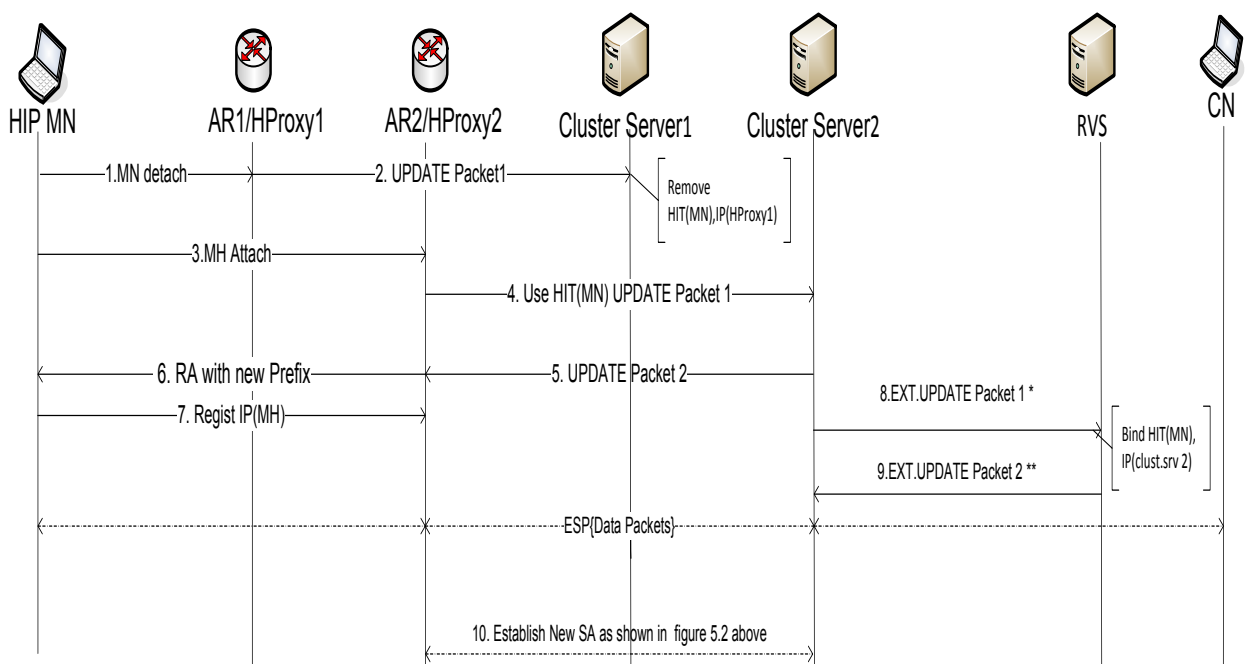 HIP MN
AR1/HProxy1
AR2/HProxy2
Cluster Server1
Cluster Server2
RVS
CN
1.MN detach
2. UPDATE Packet1
Remove
HIT(MN),IP(HProxy1)
3.MH Attach
4. Use HIT(MN) UPDATE Packet 1
6. RA with new Prefix
5. UPDATE Packet 2
7. Regist IP(MH)
8.EXT.UPDATE Packet 1 *
Bind HIT(MN),
IP(clust.srv 2)
9.EXT.UPDATE Packet 2 **
ESP{Data Packets}
10. Establish New SA as shown in figure 5.2 above